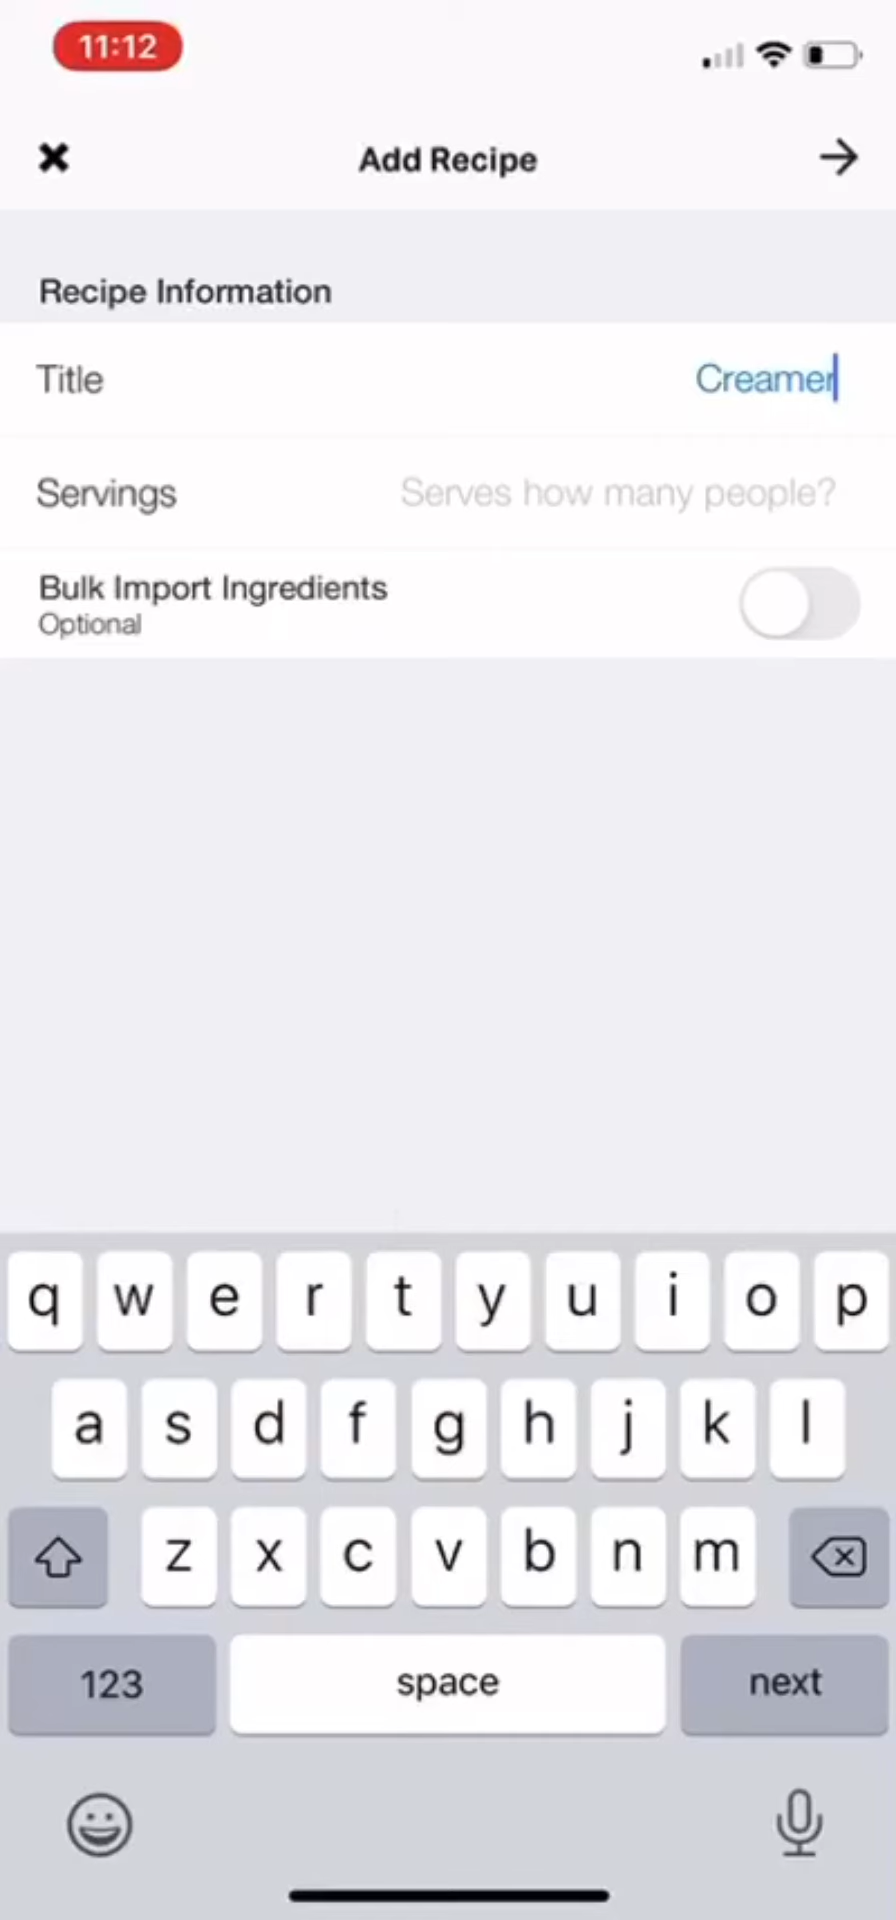 11:12
Add Recipe
Recipe Information
Title Creamer
Servings Serves how many people?
Bulk Import Ingredients
Optional
q w e r t y u i o p
a s d f g h j k l
z x c v b n m
123 space next